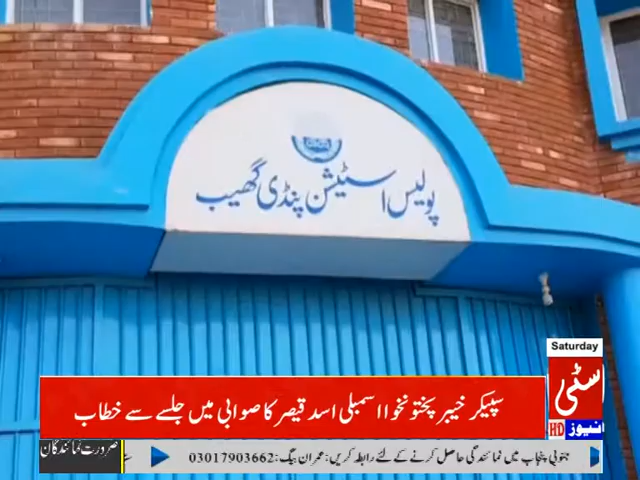 پولیس اسٹیشن پنڈی گھیب
Saturday
سٹی
HD نیوز
سپیکر خیبر پختونخوا اسمبلی اسد قیصر کا صوابی میں جلسے سے خطاب
ضرورت نمائندگان
جنوبی پنجاب میں نمائندگی حاصل کرنے کے لئے رابطہ کریں: عمران بیگ: 03017903662